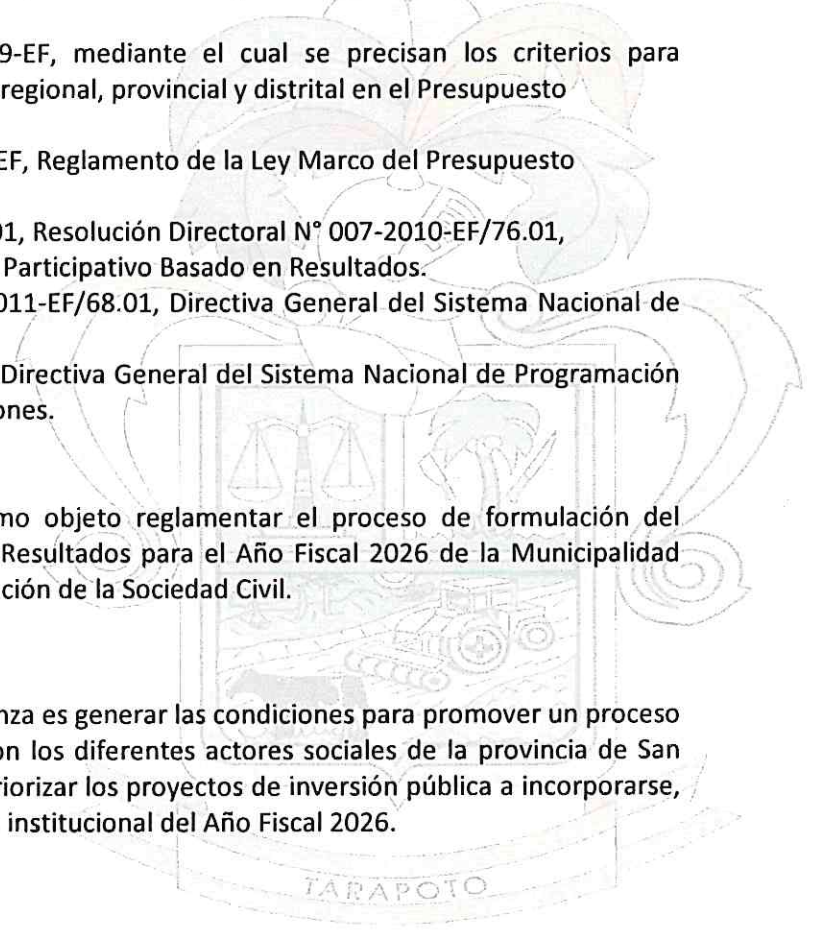 9-EF, mediante el cual se precisan los criterios para
regional, provincial y distrital en el Presupuesto
EF, Reglamento de la Ley Marco del Presupuesto
01, Resolución Directoral N° 007-2010-EF/76.01,
Participativo Basado en Resultados.
011-EF/68.01, Directiva General del Sistema Nacional de
Directiva General del Sistema Nacional de Programación
ones.
mo objeto reglamentar el proceso de formulación del
Resultados para el Año Fiscal 2026 de la Municipalidad
ción de la Sociedad Civil.
nza es generar las condiciones para promover un proceso
on los diferentes actores sociales de la provincia de San
riorizar los proyectos de inversión pública a incorporarse,
institucional del Año Fiscal 2026.
TARAPOTO